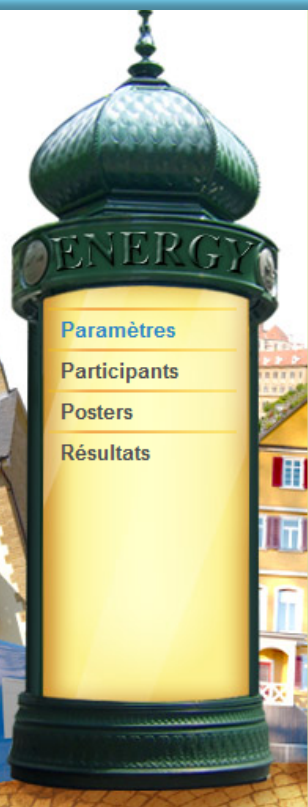 ENERGY
Paramètres
Participants
Posters
Résultats